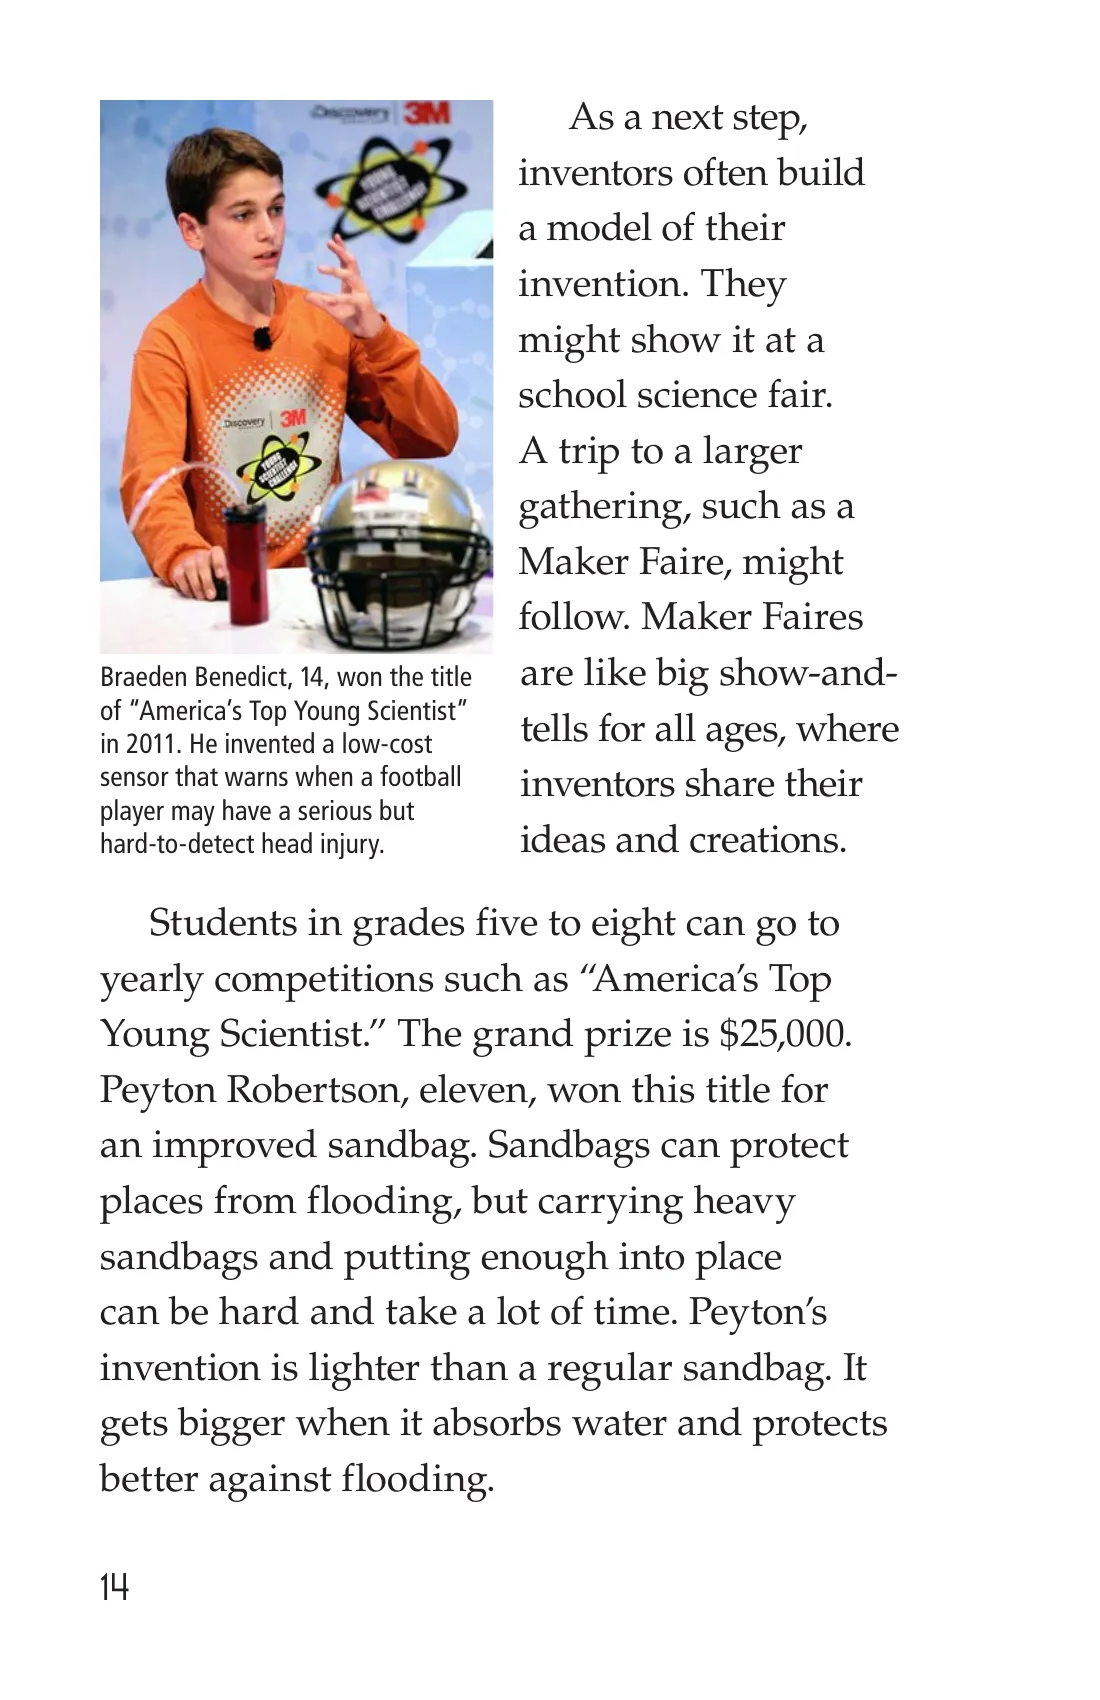 Discovery 3M
YOUNG
SCIENTIST
CHALLENGE
Discovery 3M
YOUNG
SCIENTIST
CHALLENGE
Braeden Benedict, 14, won the title
of “America’s Top Young Scientist”
in 2011. He invented a low-cost
sensor that warns when a football
player may have a serious but
hard-to-detect head injury.
As a next step,
inventors often build
a model of their
invention. They
might show it at a
school science fair.
A trip to a larger
gathering, such as a
Maker Faire, might
follow. Maker Faires
are like big show-and-
tells for all ages, where
inventors share their
ideas and creations.
Students in grades five to eight can go to
yearly competitions such as “America’s Top
Young Scientist.” The grand prize is $25,000.
Peyton Robertson, eleven, won this title for
an improved sandbag. Sandbags can protect
places from flooding, but carrying heavy
sandbags and putting enough into place
can be hard and take a lot of time. Peyton’s
invention is lighter than a regular sandbag. It
gets bigger when it absorbs water and protects
better against flooding.
14